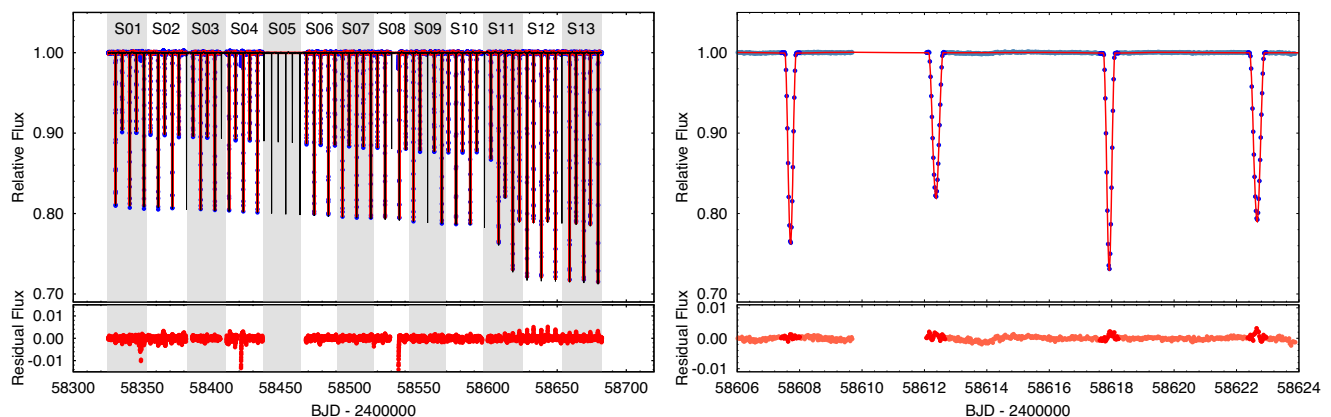 S01 S02 S03 S04 S05 S06 S07 S08 S09 S10 S11 S12 S13
1.00
0.90
0.80
0.70
Relative Flux
0.01
0.00
-0.01
Residual Flux
58300 58350 58400 58450 58500 58550 58600 58650 58700
BJD - 2400000
1.00
0.90
0.80
0.70
Relative Flux
0.01
0.00
-0.01
Residual Flux
58606 58608 58610 58612 58614 58616 58618 58620 58622 58624
BJD - 2400000